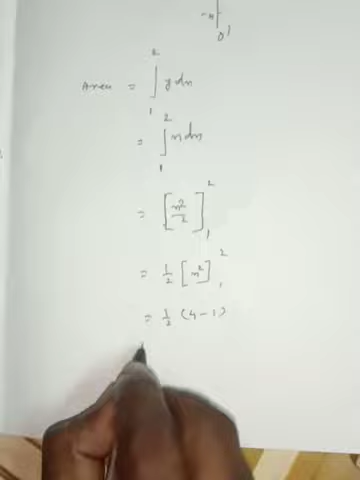 Area = ∫₁² y dx
= ∫₁² x dx
= [x²/2]₁²
= 1/2 [x²]₁²
= 1/2 (4 - 1)